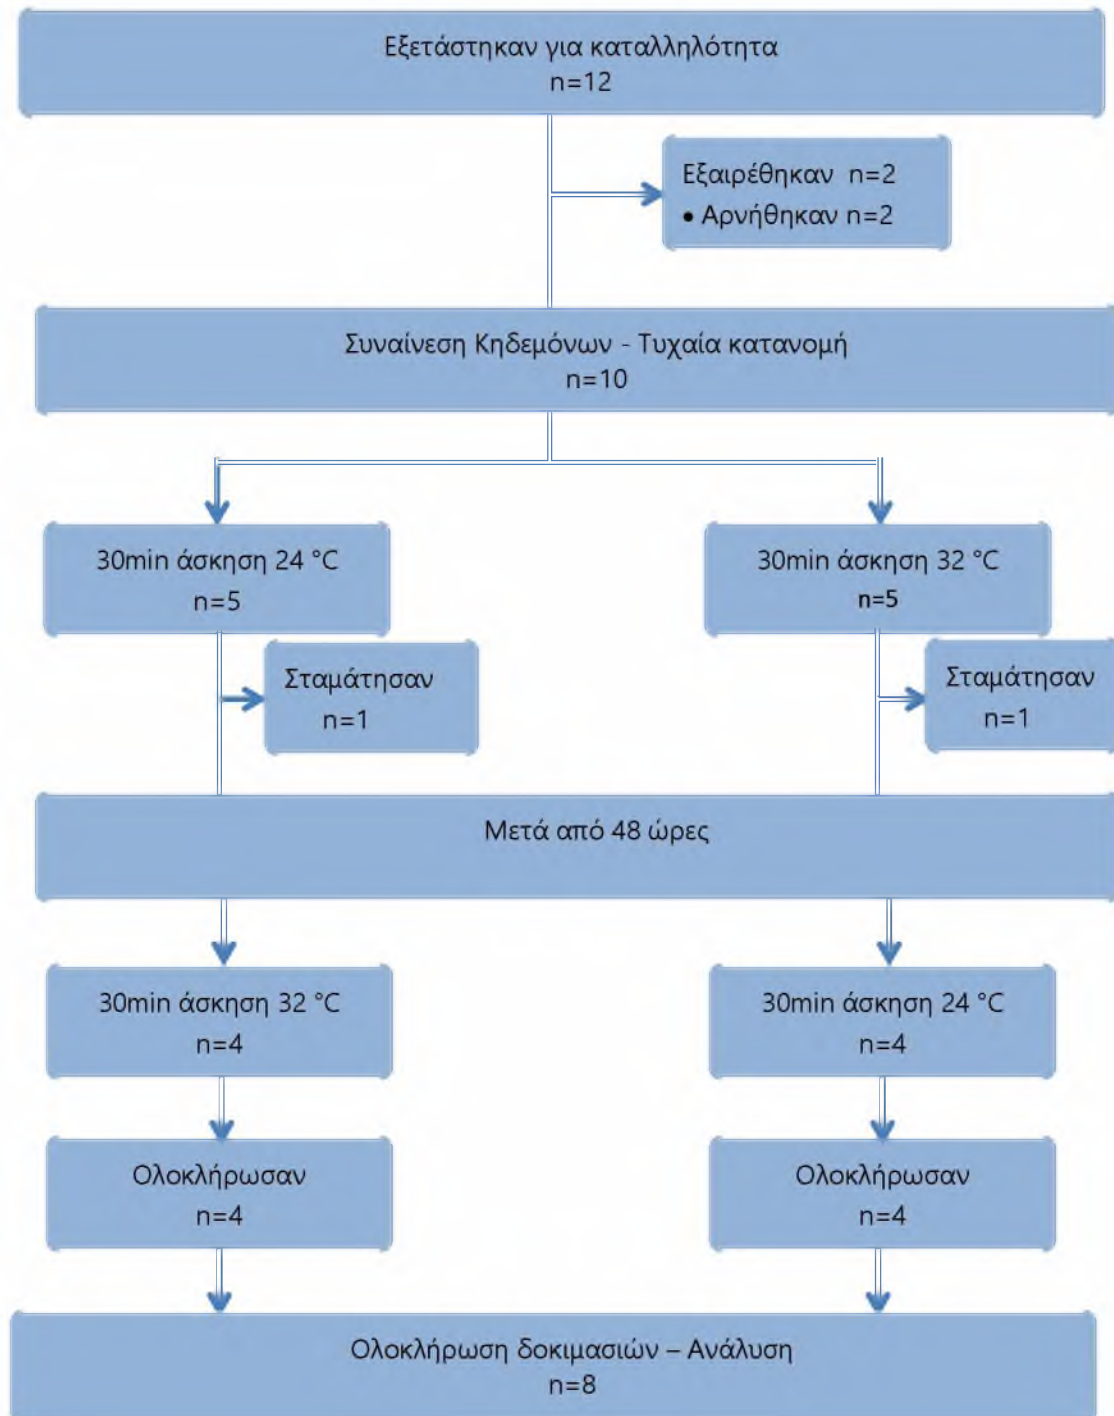 Εξετάστηκαν για καταλληλότητα
n=12
Εξαιρέθηκαν n=2
• Αρνήθηκαν n=2
Συναίνεση Κηδεμόνων - Τυχαία κατανομή
n=10
30min άσκηση 24 °C
n=5
30min άσκηση 32 °C
n=5
Σταμάτησαν
n=1
Σταμάτησαν
n=1
Μετά από 48 ώρες
30min άσκηση 32 °C
n=4
30min άσκηση 24 °C
n=4
Ολοκλήρωσαν
n=4
Ολοκλήρωσαν
n=4
Ολοκλήρωση δοκιμασιών – Ανάλυση
n=8